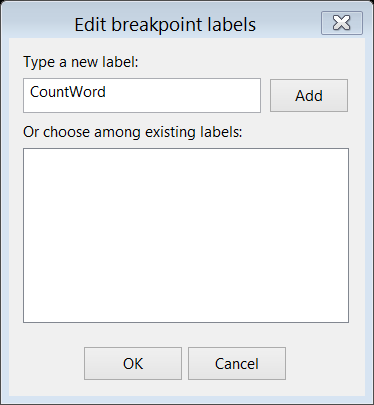 Edit breakpoint labels
Type a new label:
CountWord
Add
Or choose among existing labels:
OK
Cancel